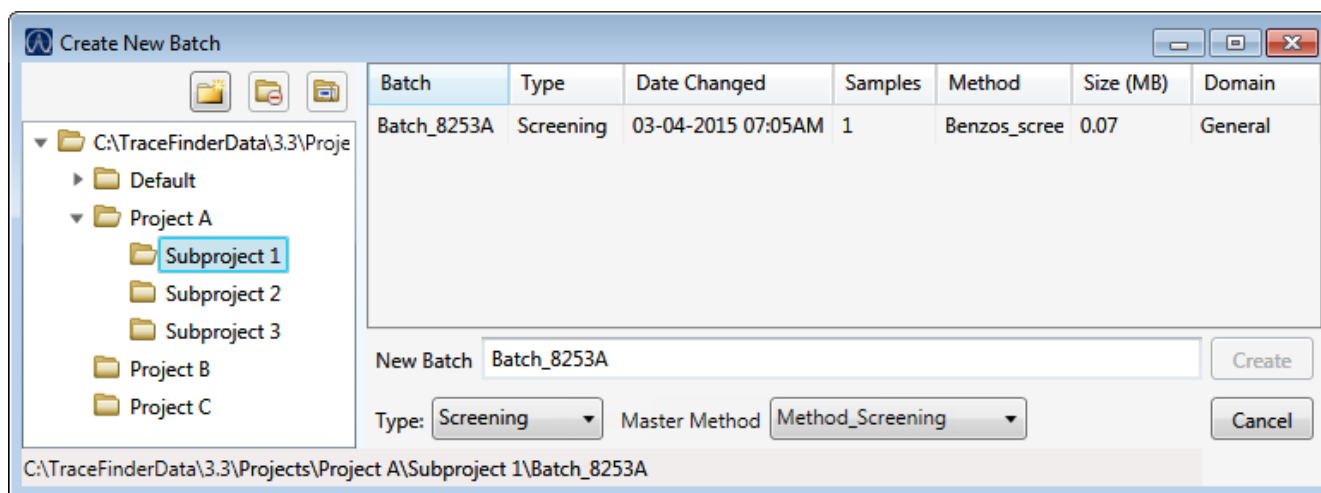 Create New Batch
Batch Type Date Changed Samples Method Size (MB) Domain
Batch_8253A Screening 03-04-2015 07:05AM 1 Benzos_scree 0.07 General
C:\TraceFinderData\3.3\Proje
Default
Project A
Subproject 1
Subproject 2
Subproject 3
Project B
Project C
New Batch Batch_8253A Create
Type: Screening Master Method Method_Screening Cancel
C:\TraceFinderData\3.3\Projects\Project A\Subproject 1\Batch_8253A